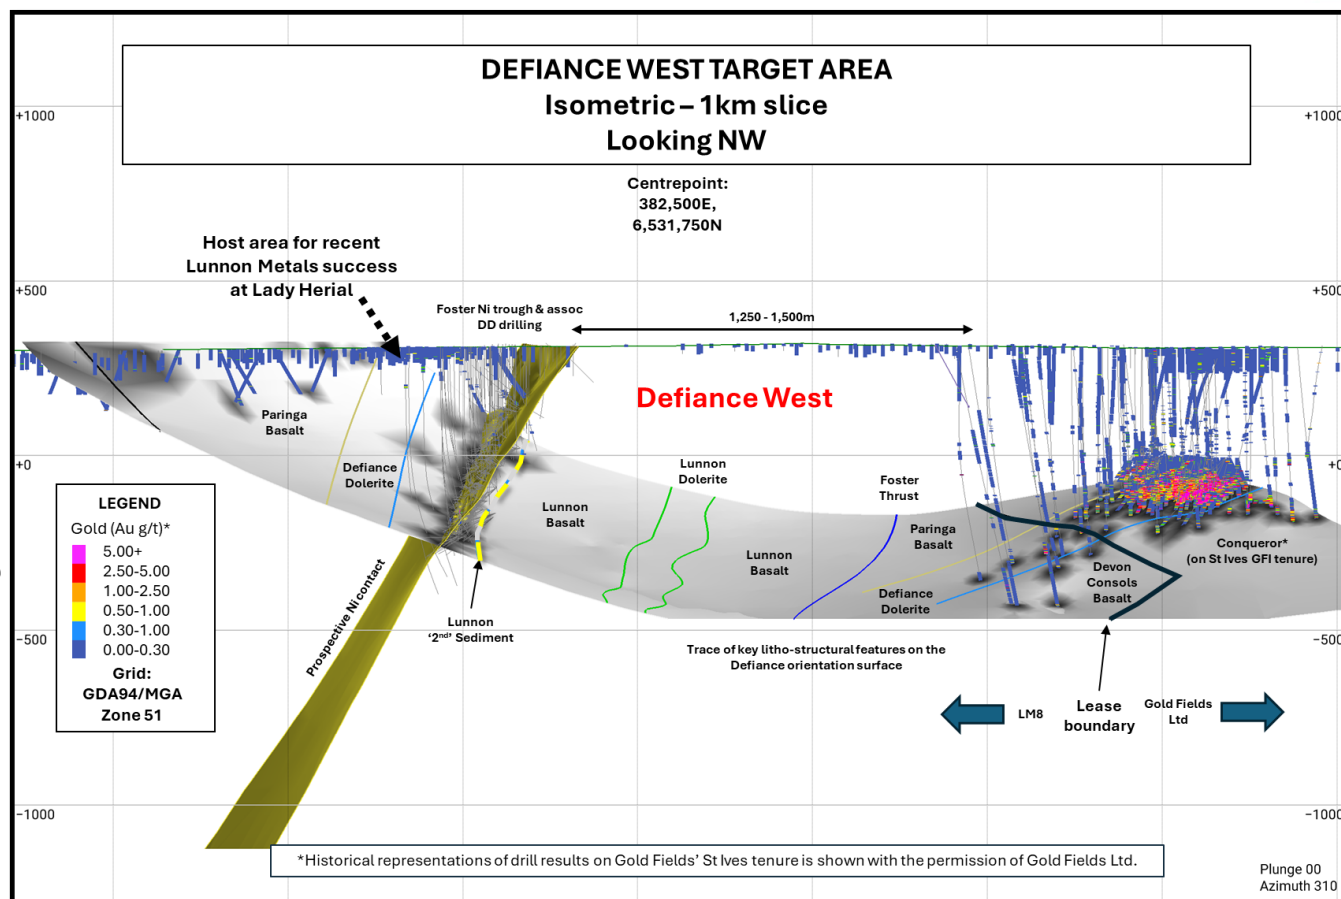 DEFIANCE WEST TARGET AREA
Isometric – 1km slice
Looking NW
+1000
+1000
Centrepoint:
382,500E,
6,531,750N
Host area for recent
Lunnon Metals success
at Lady Herial
+500
+500
Foster Ni trough & assoc
DD drilling
1,250 - 1,500m
Defiance West
Paringa
Basalt
Defiance
Dolerite
+0
+0
Lunnon
Dolerite
Foster
Thrust
Lunnon
Basalt
Paringa
Basalt
Lunnon
Basalt
Conqueror*
(on St Ives GFI tenure)
Devon
Consols
Basalt
Defiance
Dolerite
LEGEND
Gold (Au g/t)*
5.00+
2.50-5.00
1.00-2.50
0.50-1.00
0.30-1.00
0.00-0.30
Grid:
GDA94/MGA
Zone 51
Prospective Ni contact
Lunnon
‘2nd’ Sediment
−500
−500
Trace of key litho-structural features on the
Defiance orientation surface
LM8
Lease
boundary
Gold Fields
Ltd
−1000
−1000
*Historical representations of drill results on Gold Fields’ St Ives tenure is shown with the permission of Gold Fields Ltd.
Plunge 00
Azimuth 310